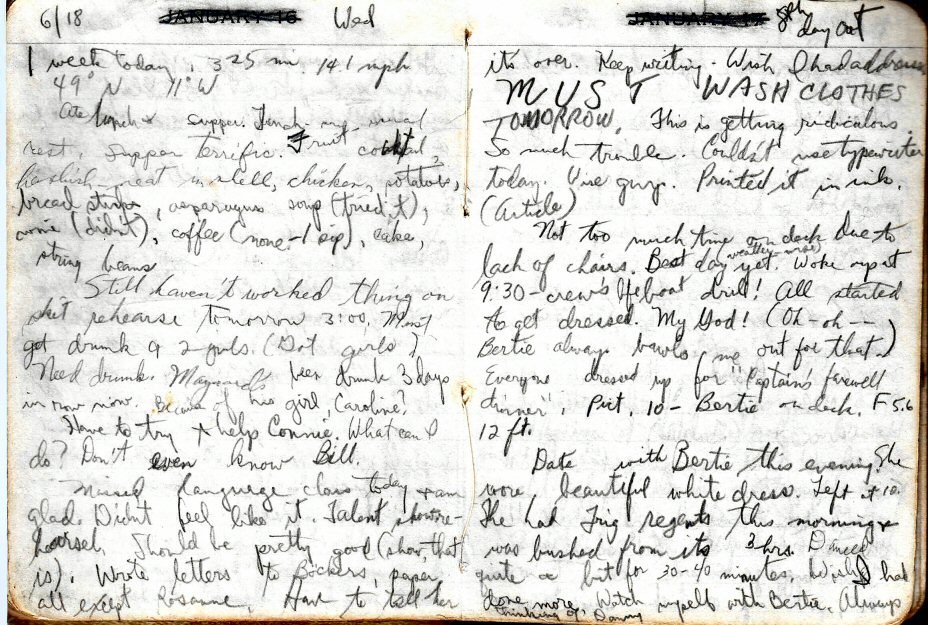 6/18 JANUARY 16 Wed
1 week today, 325 mi. 14.1 mph
49° N 11° W
Ate lunch & supper. Lunch my usual
rest, supper terrific. Fruit cocktail,
meat in shell, chicken, potatoes,
bread strips, asparagus soup (tried it),
wine (didn't), coffee (none-1 sip), cake,
string beans
Still haven't worked thing on
skit rehearse tomorrow 3:00. Must
get drunk & 2 girls. (Got girls)
Need drunk. Maynard's been drunk 3 days
in row now. Because of his girl, Caroline?
Have to try & help Connie. What can I
do? Don't even know Bill.
Missed language class today & am
glad. Didn't feel like it. Talent show re-
hearsed. Should be pretty good (show, that
is). Wrote letters to Bockers, paper
all except Rosanne. Have to tell her
JANUARY 17 8th
day out
it's over. Keep writing. Wish I had address
MUST WASH CLOTHES
TOMORROW. This is getting ridiculous.
So much trouble. Couldn't use typewriter
today. Printed it in ink.
(Article)
Not too much time on deck due to
lack of chairs. Best day yet. (weather-wise) Woke up at
9:30-crew's lifeboat drill! All started
to get dressed. My God! (Oh-oh--
Bertie always bawls me out for that.)
Everyone dressed up for "Captain's farewell
dinner". Pict. 10- Bertie on deck. F5.6
12 ft.
Date with Bertie this evening. She
wore beautiful white dress. Left at 10.
She had Trig regents this morning &
was bushed from its 3 hrs. Danced
quite a bit for 30-40 minutes. Wish I had
done more. Watch myself with Bertie. Always
thinking of Danny